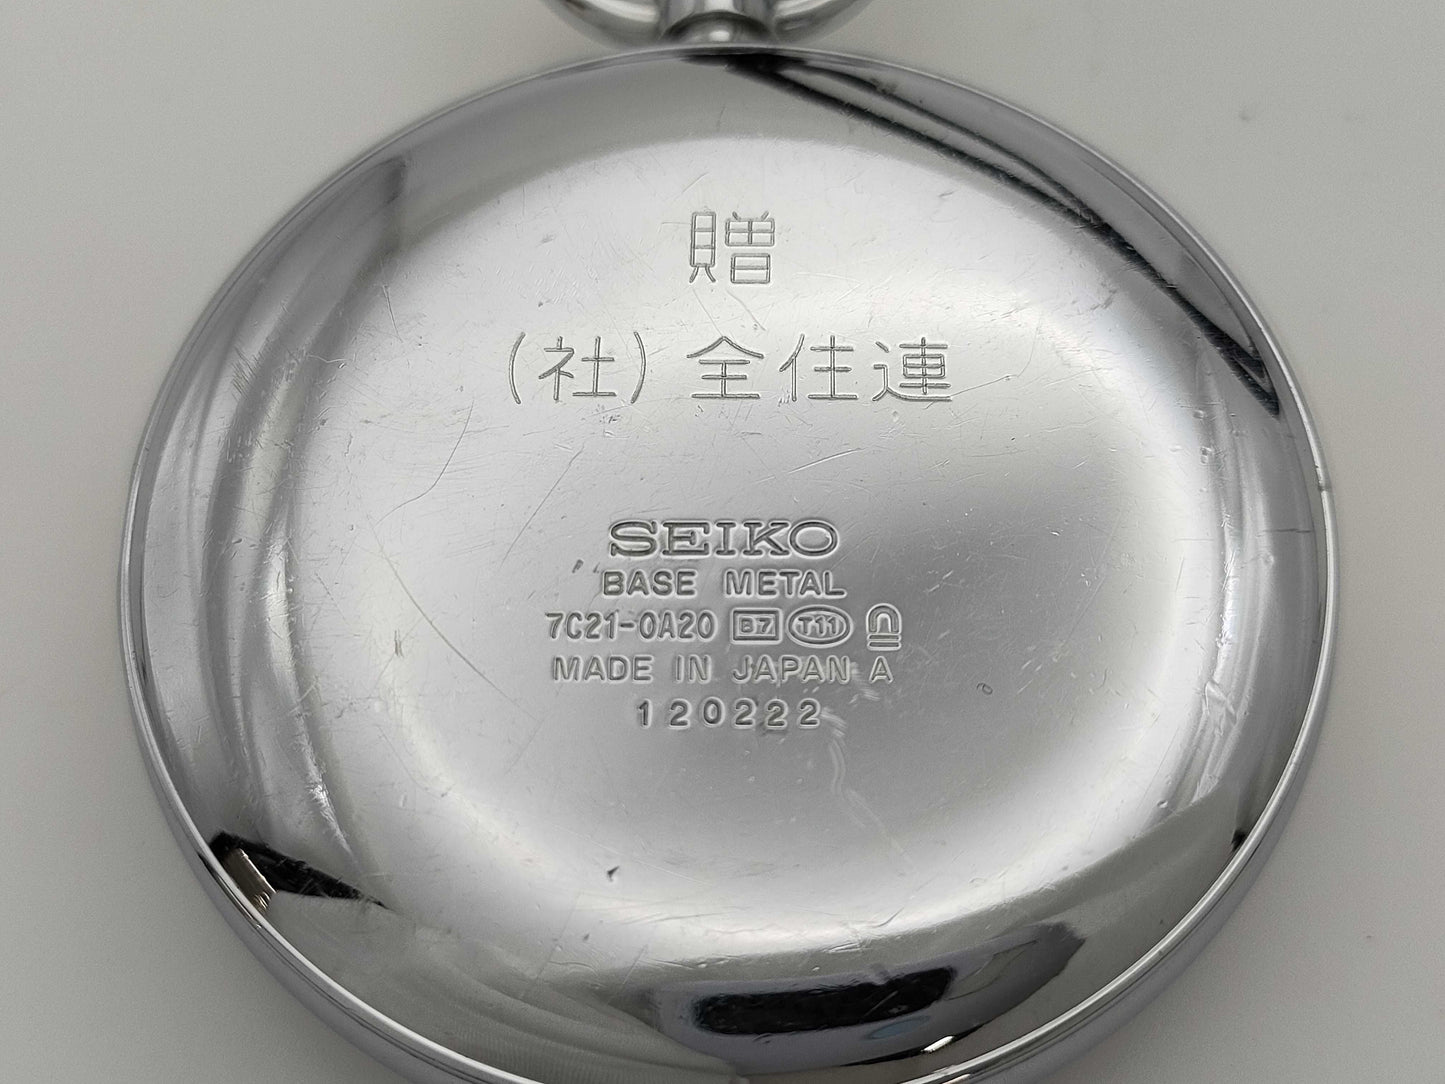 贈
(社) 全住連
SEIKO
BASE METAL
7C21-0A20 B7 T11
MADE IN JAPAN A
120222